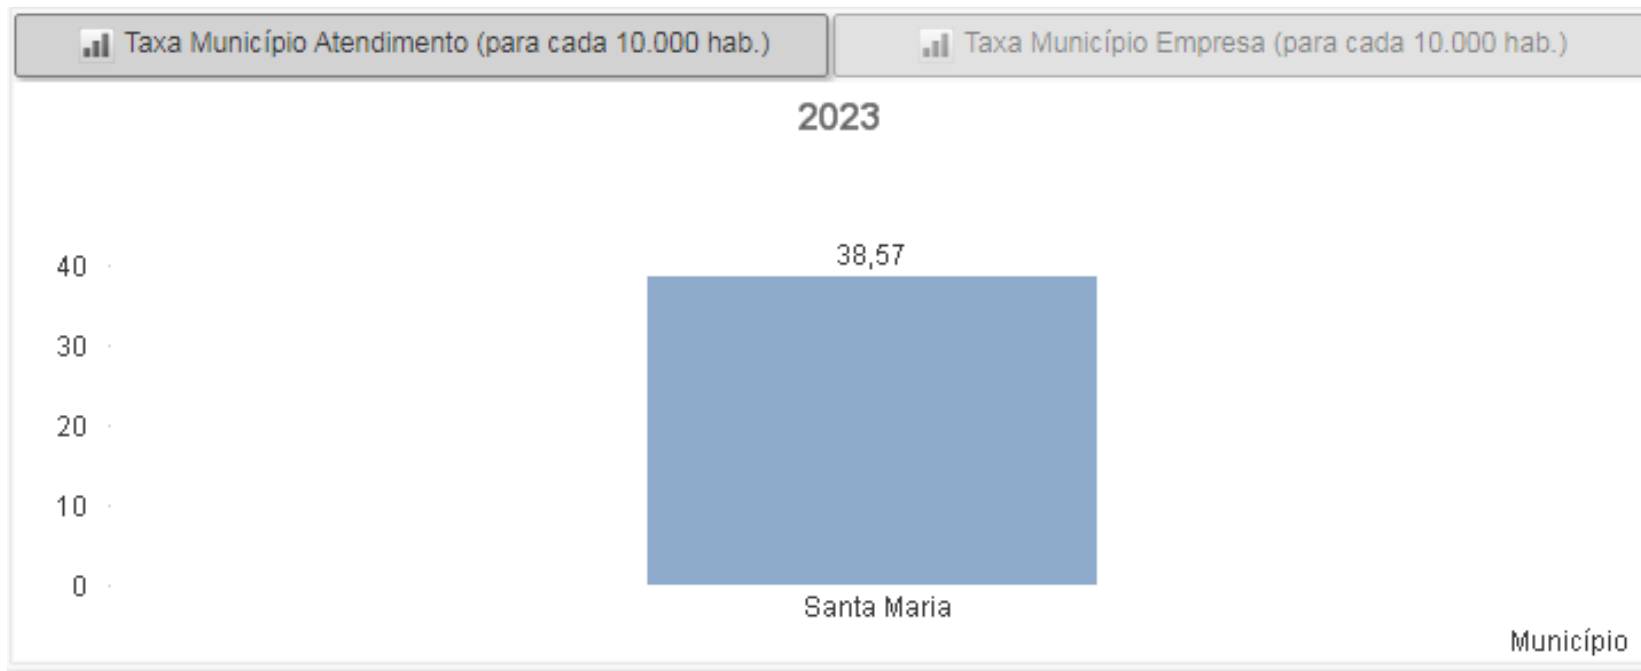 Taxa Município Atendimento (para cada 10.000 hab.)
Taxa Município Empresa (para cada 10.000 hab.)
2023
38,57
40
30
20
10
0
Santa Maria
Município